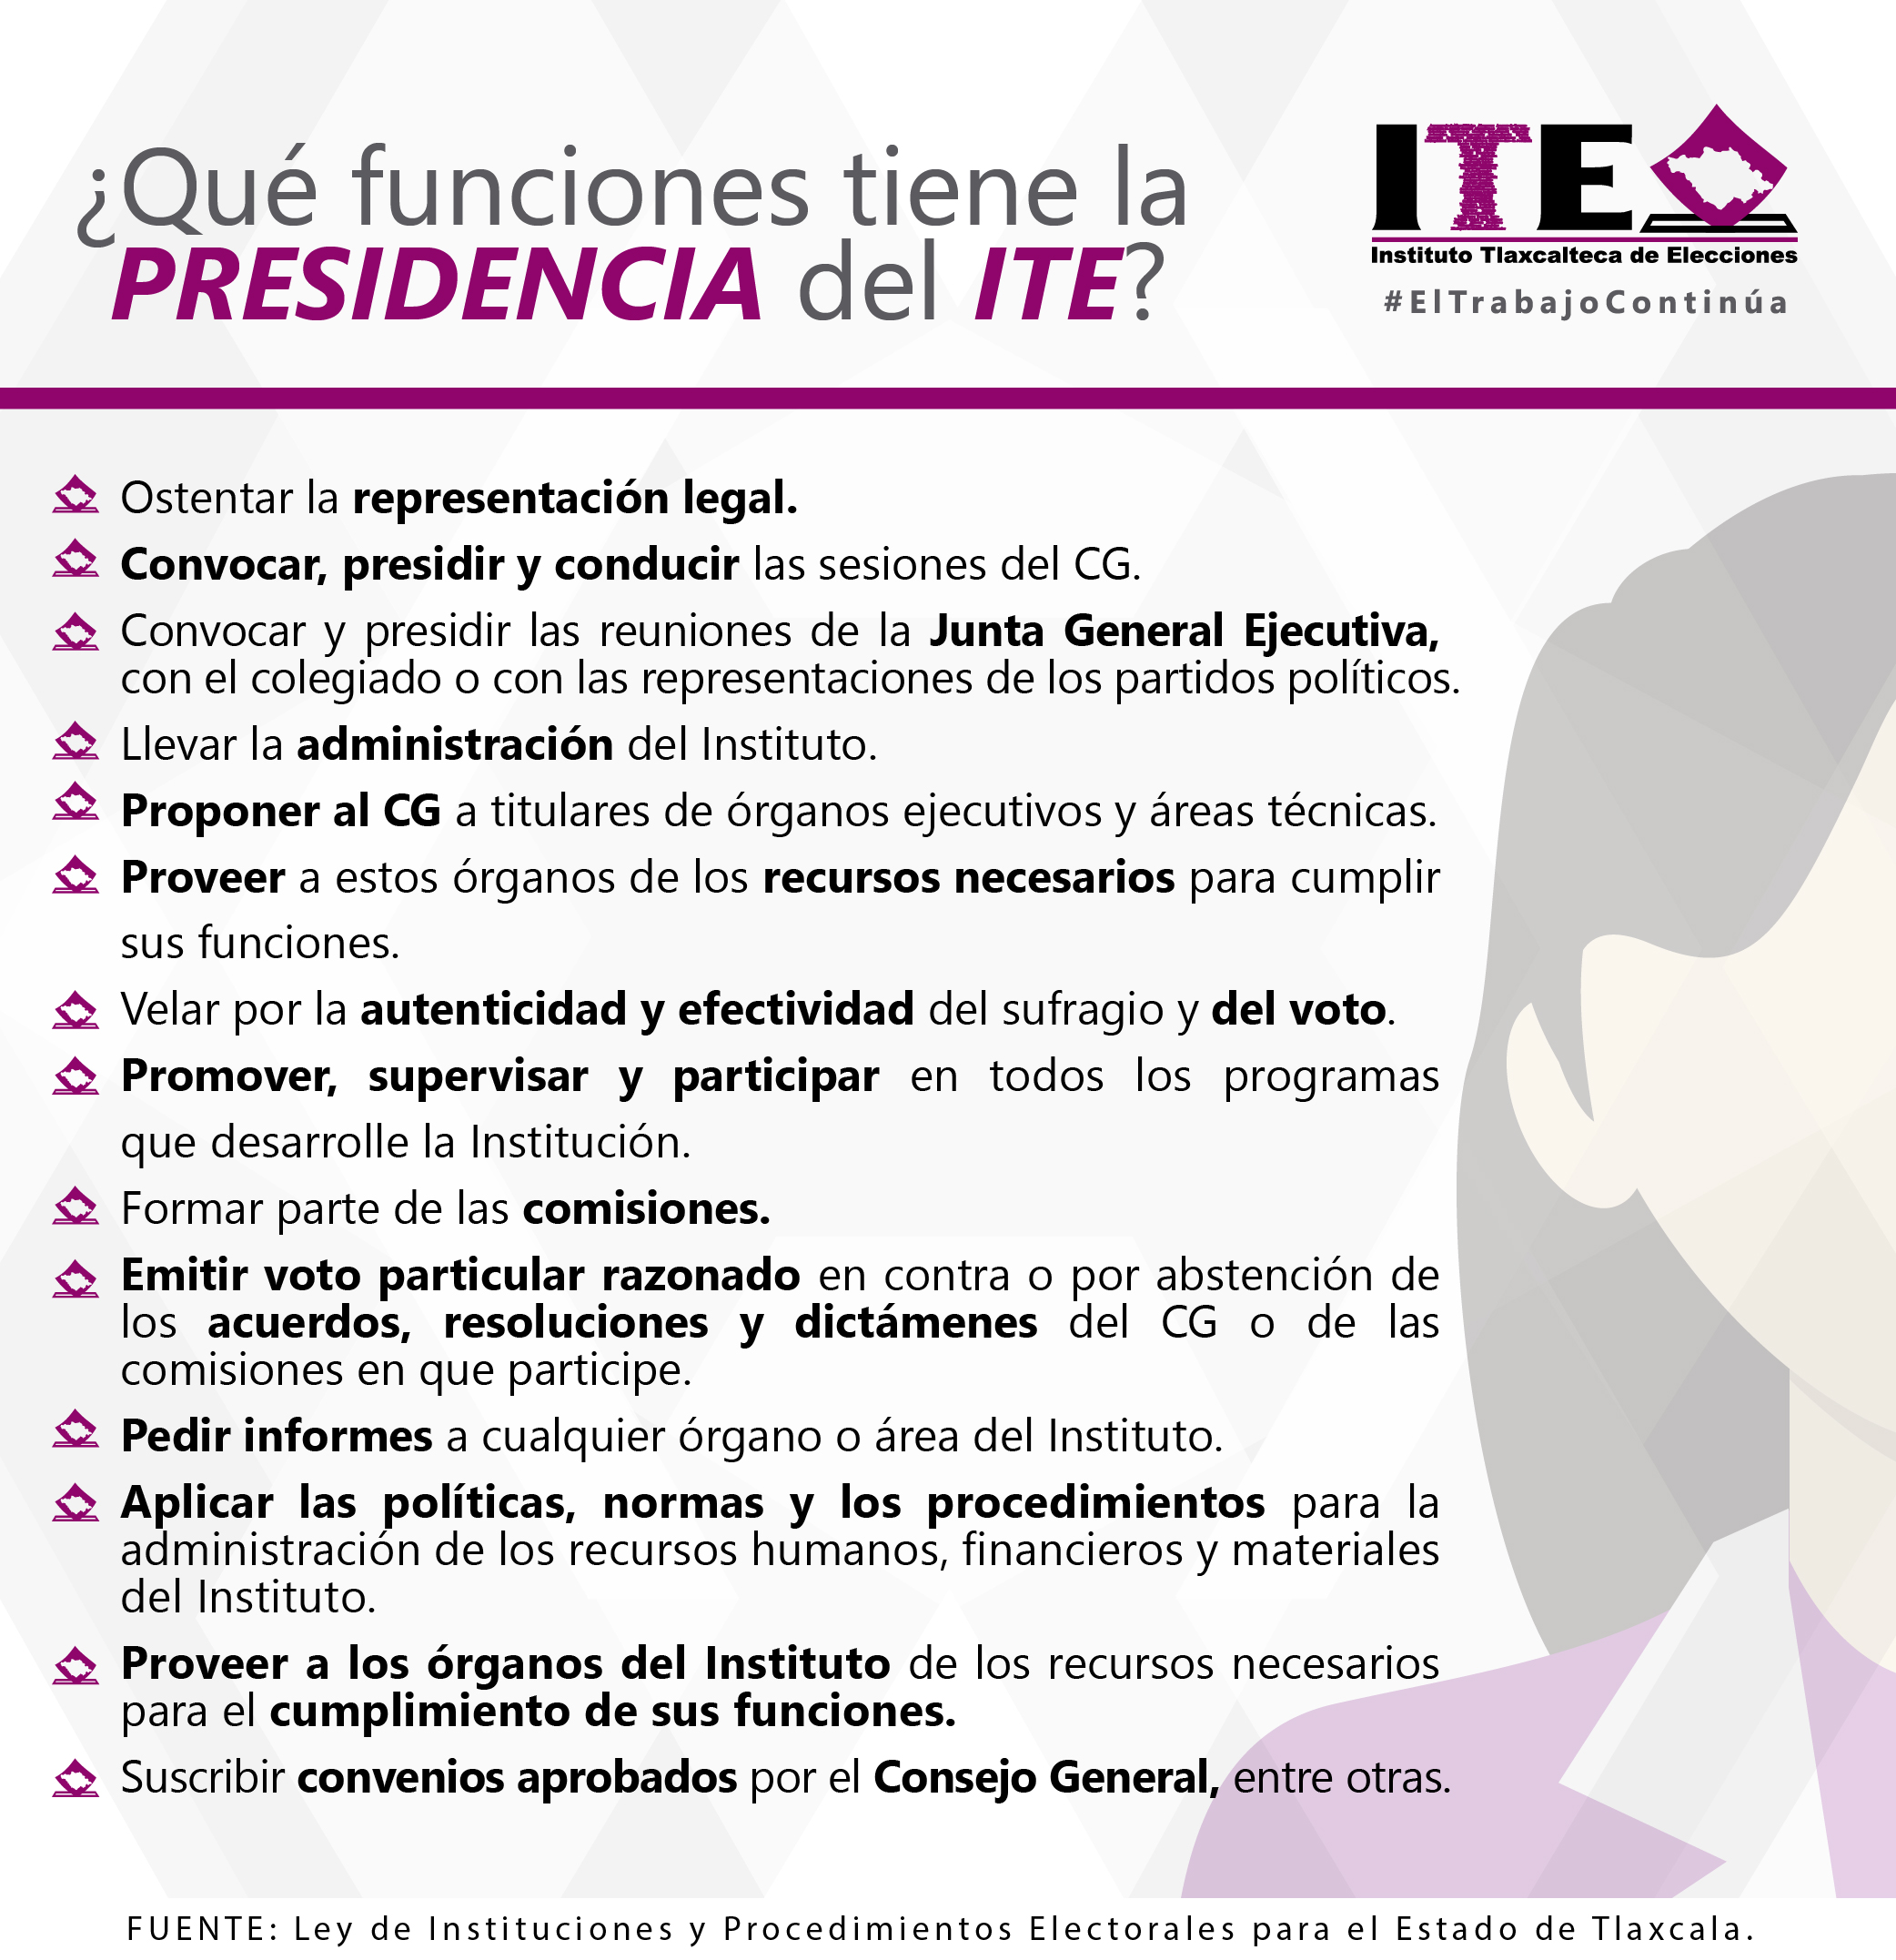 ¿Qué funciones tiene la
PRESIDENCIA del ITE?
ITE
Instituto Tlaxcalteca de Elecciones
#ElTrabajoContinúa
Ostentar la representación legal.
Convocar, presidir y conducir las sesiones del CG.
Convocar y presidir las reuniones de la Junta General Ejecutiva,
con el colegiado o con las representaciones de los partidos políticos.
Llevar la administración del Instituto.
Proponer al CG a titulares de órganos ejecutivos y áreas técnicas.
Proveer a estos órganos de los recursos necesarios para cumplir
sus funciones.
Velar por la autenticidad y efectividad del sufragio y del voto.
Promover, supervisar y participar en todos los programas
que desarrolle la Institución.
Formar parte de las comisiones.
Emitir voto particular razonado en contra o por abstención de
los acuerdos, resoluciones y dictámenes del CG o de las
comisiones en que participe.
Pedir informes a cualquier órgano o área del Instituto.
Aplicar las políticas, normas y los procedimientos para la
administración de los recursos humanos, financieros y materiales
del Instituto.
Proveer a los órganos del Instituto de los recursos necesarios
para el cumplimiento de sus funciones.
Suscribir convenios aprobados por el Consejo General, entre otras.
FUENTE: Ley de Instituciones y Procedimientos Electorales para el Estado de Tlaxcala.